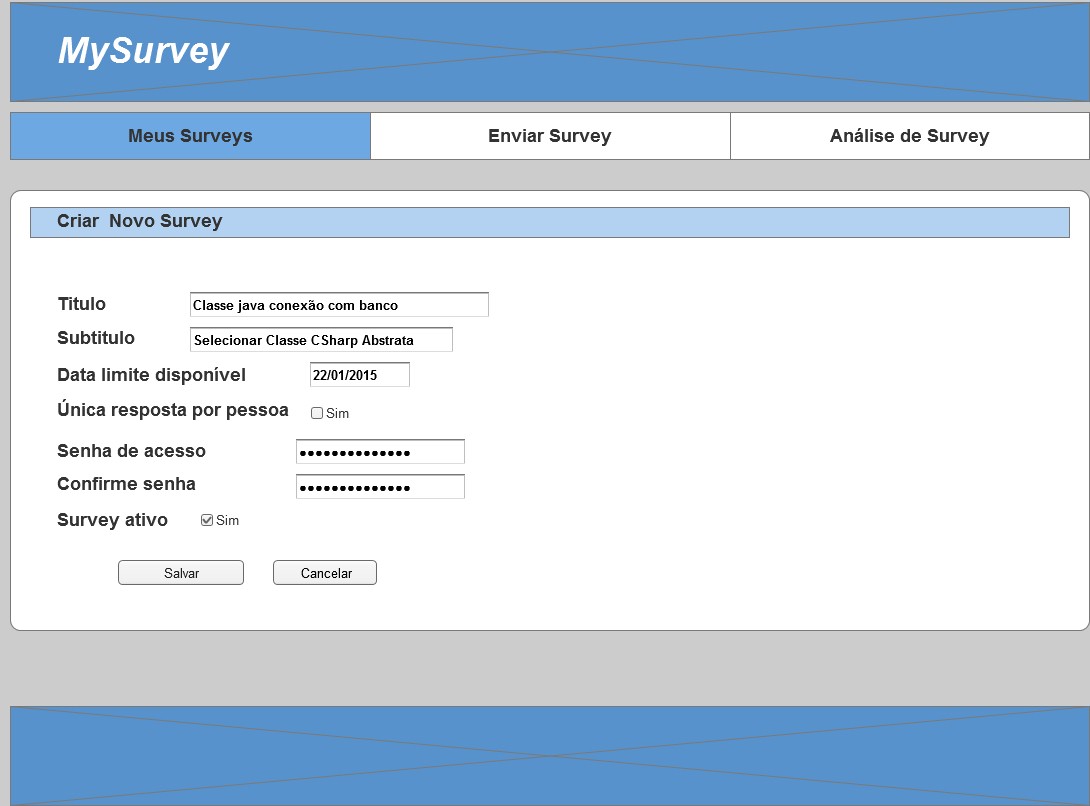 MySurvey
Meus Surveys Enviar Survey Análise de Survey
Criar Novo Survey
Titulo Classe java conexão com banco
Subtitulo Selecionar Classe CSharp Abstrata
Data limite disponível 22/01/2015
Única resposta por pessoa Sim
Senha de acesso ••••••••••••••
Confirme senha ••••••••••••••
Survey ativo Sim
Salvar Cancelar